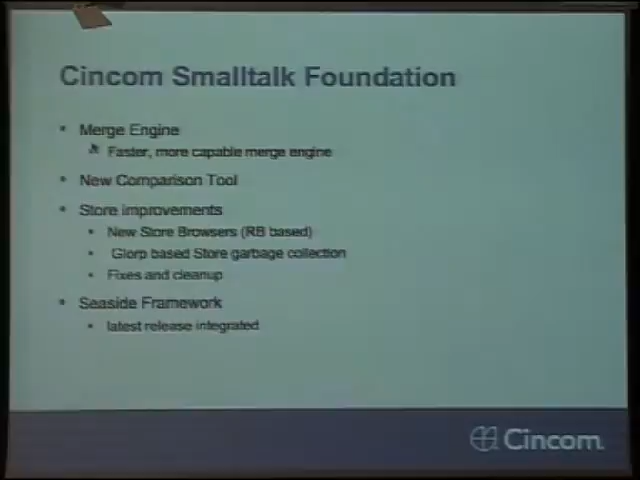 Cincom Smalltalk Foundation
• Merge Engine
Faster, more capable merge engine
• New Comparison Tool
• Store improvements
• New Store Browsers (RB based)
• Glorp based Store garbage collection
• Fixes and cleanup
• Seaside Framework
• latest release integrated
Cincom